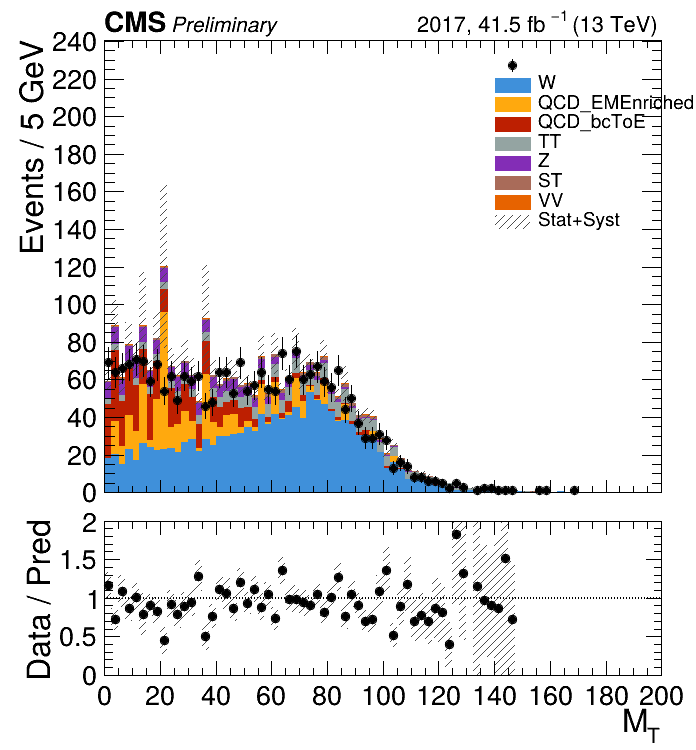 CMS Preliminary 2017, 41.5 fb⁻¹ (13 TeV)
Events / 5 GeV
240
220
200
180
160
140
120
100
80
60
40
20
0
W
QCD_EMEnriched
QCD_bcToE
TT
Z
ST
VV
Stat+Syst
Data / Pred
2
1.5
1
0.5
0
0 20 40 60 80 100 120 140 160 180 200
M_T